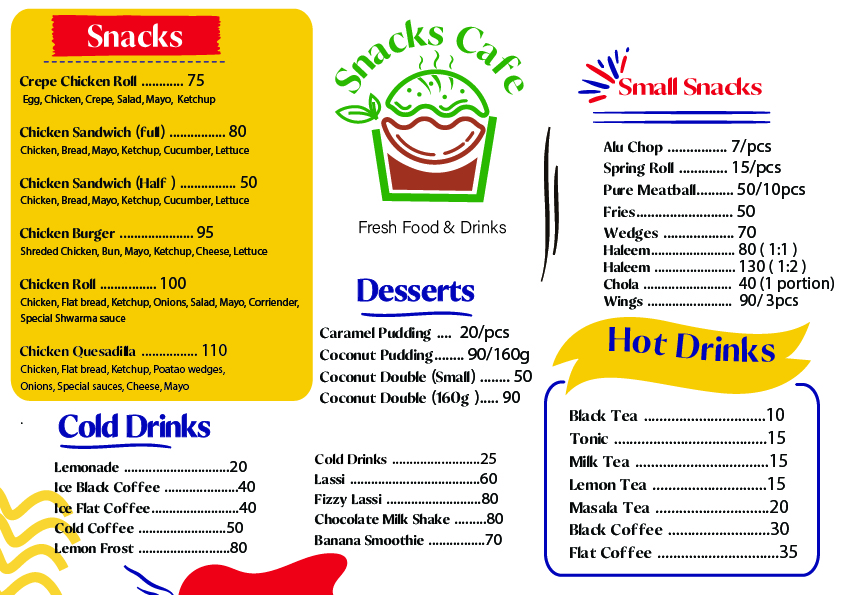 Snacks
Crepe Chicken Roll ............ 75
Egg, Chicken, Crepe, Salad, Mayo, Ketchup
Chicken Sandwich (full) ................ 80
Chicken, Bread, Mayo, Ketchup, Cucumber, Lettuce
Chicken Sandwich (Half ) ................ 50
Chicken, Bread, Mayo, Ketchup, Cucumber, Lettuce
Chicken Burger ..................... 95
Shreded Chicken, Bun, Mayo, Ketchup, Cheese, Lettuce
Chicken Roll ................ 100
Chicken, Flat bread, Ketchup, Onions, Salad, Mayo, Corriender,
Special Shwarma sauce
Chicken Quesadilla ................ 110
Chicken, Flat bread, Ketchup, Poatao wedges,
Onions, Special sauces, Cheese, Mayo
Snacks Cafe
Fresh Food & Drinks
Desserts
Caramel Pudding .... 20/pcs
Coconut Pudding........ 90/160g
Coconut Double (Small) ........ 50
Coconut Double (160g )..... 90
Small Snacks
Alu Chop ................. 7/pcs
Spring Roll ............. 15/pcs
Pure Meatball.......... 50/10pcs
Fries.......................... 50
Wedges ................... 70
Haleem......................... 80 ( 1:1 )
Haleem ........................ 130 ( 1:2 )
Chola .......................... 40 (1 portion)
Wings ......................... 90/ 3pcs
Hot Drinks
Black Tea ...........................10
Tonic ...................................15
Milk Tea ..............................15
Lemon Tea ..........................15
Masala Tea ..........................20
Black Coffee .......................30
Flat Coffee ............................35
Cold Drinks
Lemonade ..............................20
Ice Black Coffee .....................40
Ice Flat Coffee.........................40
Cold Coffee .........................50
Lemon Frost ..........................80
Cold Drinks .........................25
Lassi .....................................60
Fizzy Lassi ...........................80
Chocolate Milk Shake .........80
Banana Smoothie ................70